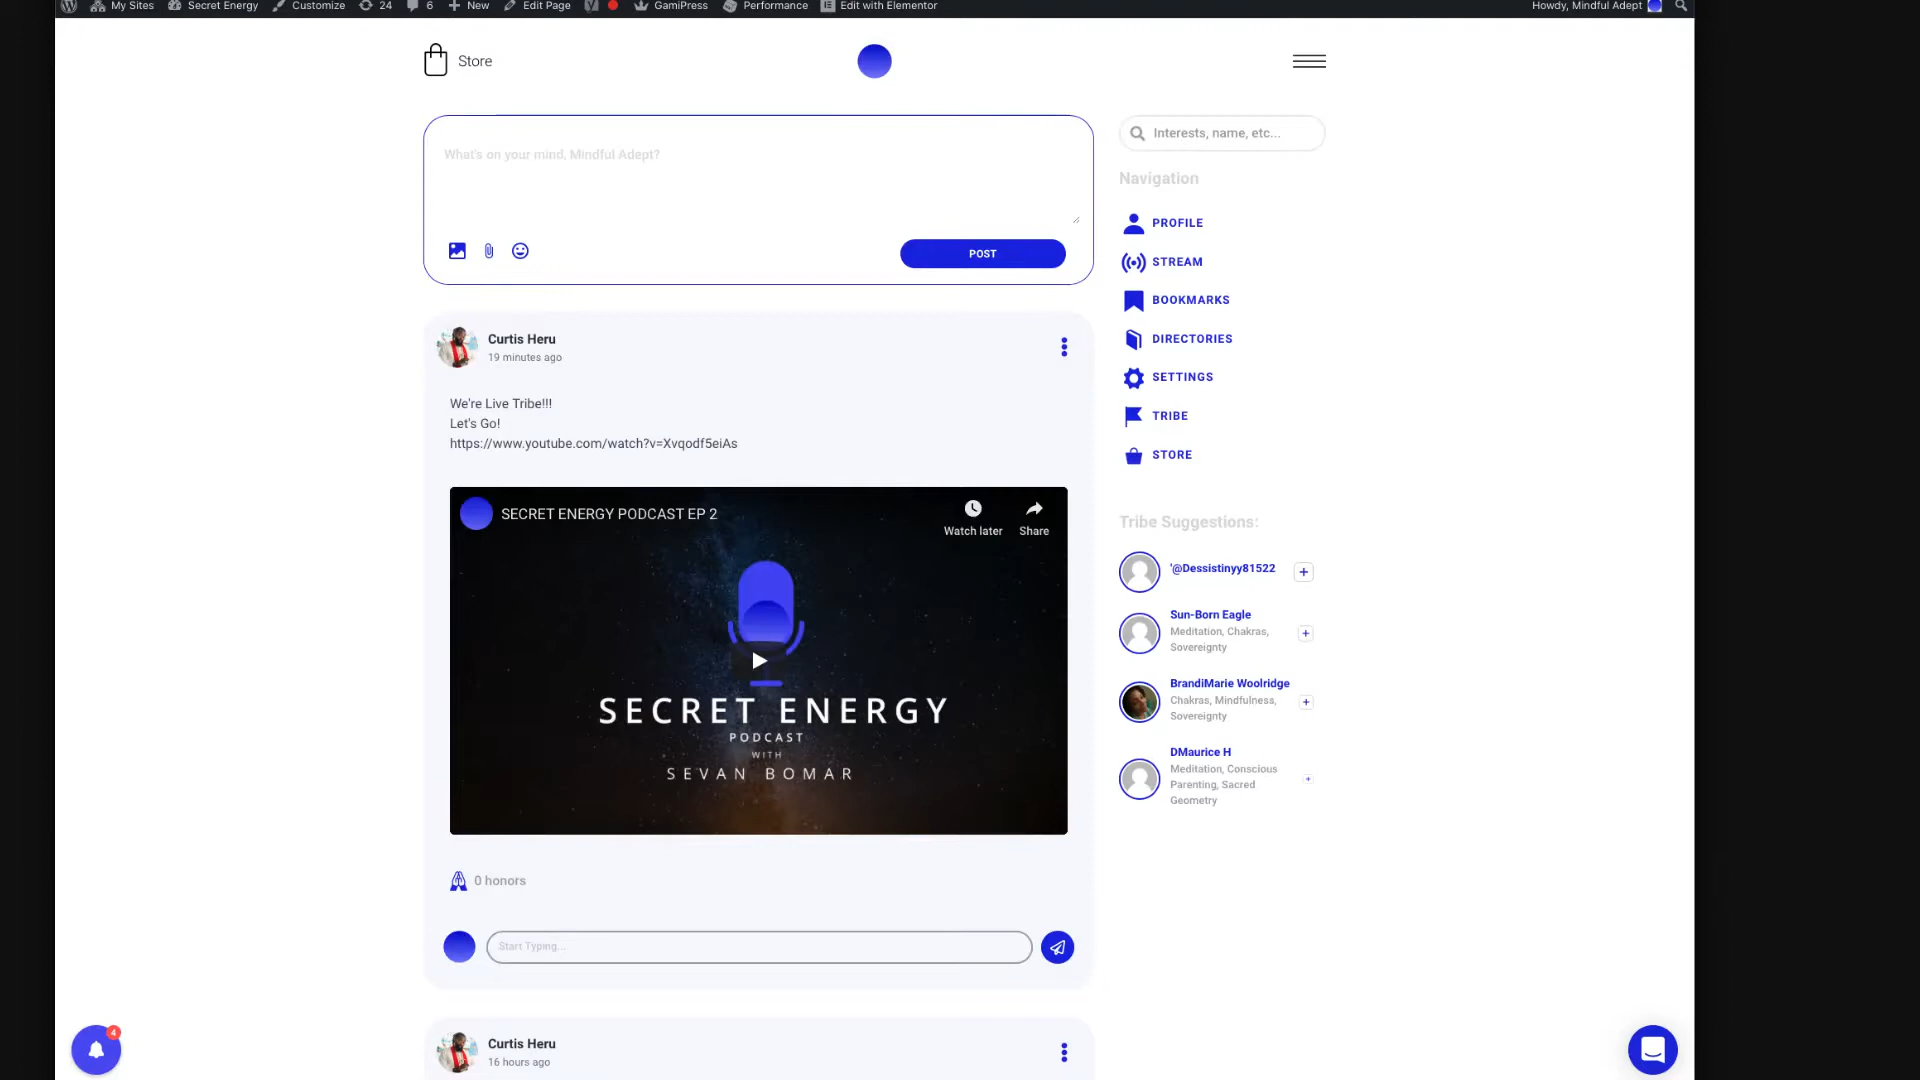 My Sites Secret Energy Customize 24 6 New Edit Page GamiPress Performance Edit with Elementor Howdy, Mindful Adept
Store
What's on your mind, Mindful Adept?
POST
Curtis Heru
19 minutes ago
We're Live Tribe!!!
Let's Go!
https://www.youtube.com/watch?v=Xvqodf5eiAs
SECRET ENERGY PODCAST EP 2
Watch later
Share
SECRET ENERGY
PODCAST
WITH
SEVAN BOMAR
0 honors
Start Typing...
Curtis Heru
16 hours ago
Interests, name, etc...
Navigation
PROFILE
STREAM
BOOKMARKS
DIRECTORIES
SETTINGS
TRIBE
STORE
Tribe Suggestions:
'@Dessistinyy81522
Sun-Born Eagle
Meditation, Chakras,
Sovereignty
BrandiMarie Woolridge
Chakras, Mindfulness,
Sovereignty
DMaurice H
Meditation, Conscious
Parenting, Sacred
Geometry
4